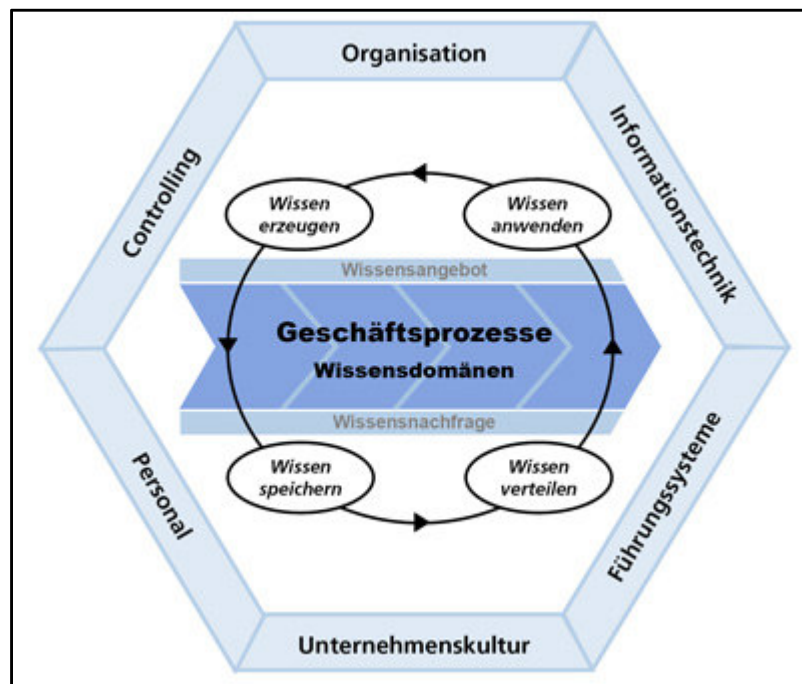 Organisation
Controlling
Informationstechnik
Wissen
erzeugen
Wissen
anwenden
Wissensangebot
Geschäftsprozesse
Wissensdomänen
Wissensnachfrage
Wissen
speichern
Wissen
verteilen
Personal
Führungssysteme
Unternehmenskultur